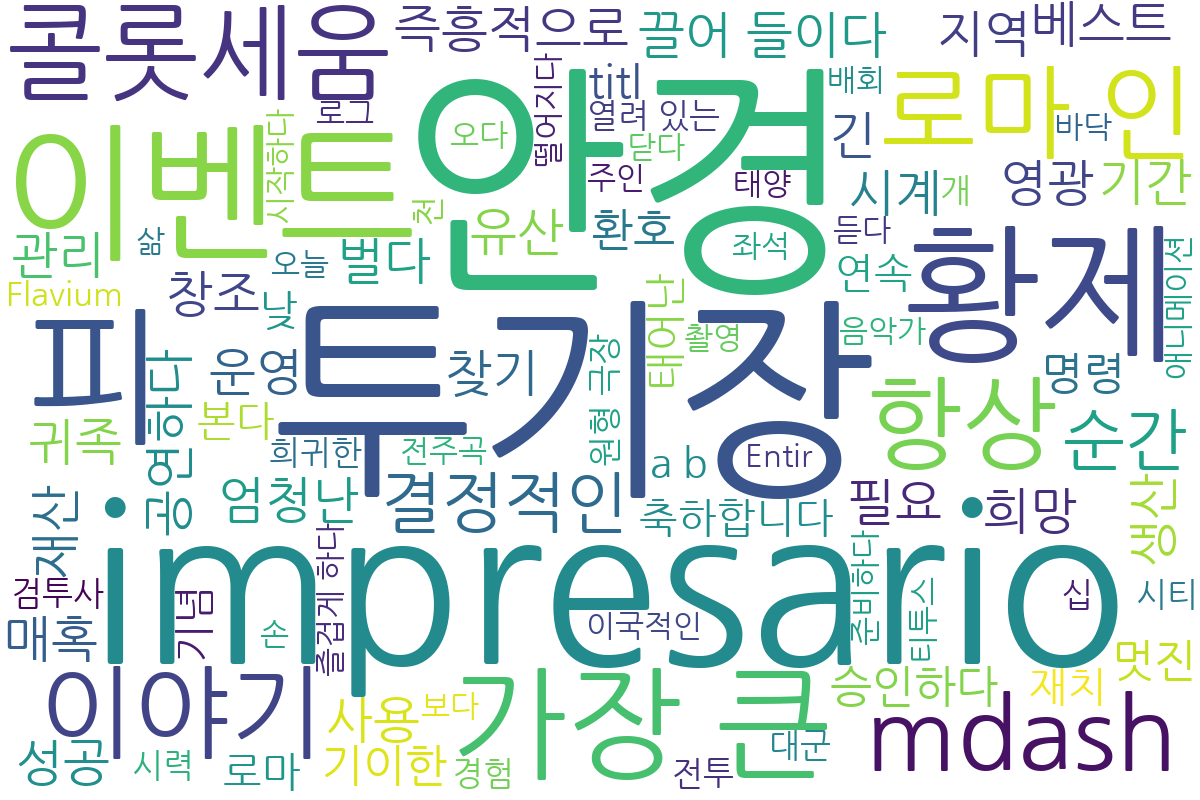 콜롯세움
즉흥적으로
끌어 들이다
지역
베스트
titl
배회
로마 인
로그
떨어지다
열려 있는
이벤트
안경
오다
닫다
긴
바닥
시작하다
주인
태양
시계
개
영광
기간
천
유산
환호
좌석
듣다
황제
관리
삶
오늘
벌다
연속
애니메이션
Flavium
창조
낮
피
투기장
태어난
촬영
음악가
공연하다
운영
찾기
원형 극장
명령
귀족
본다
희귀한
전주곡
a b
Entir
항상
순간
재산
•
엄청난
결정적인
축하합니다
필요
•
희망
생산
impresario
검투사
기념
즐겁게 하다
준비하다
티투스
십
시티
매혹
손
이국적인
멋진
이야기
사용
보다
가장 큰
승인하다
재치
mdash
성공
시력
로마
기이한
경험
전투
대군